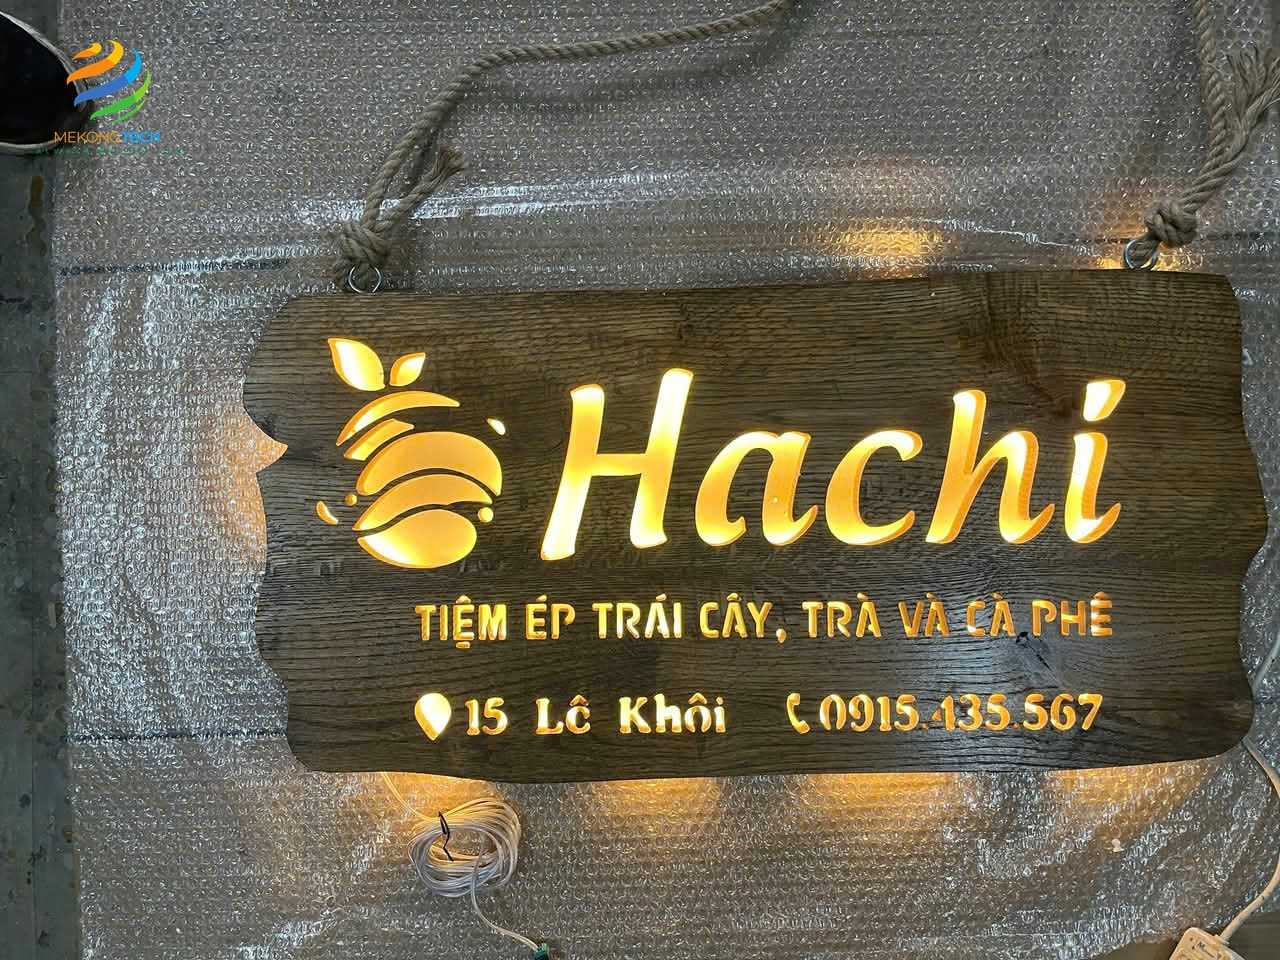 MEKONG TECH
Hachi
TIỆM ÉP TRÁI CÂY, TRÀ VÀ CÀ PHÊ
15 Lê Khôi
0915.435.567